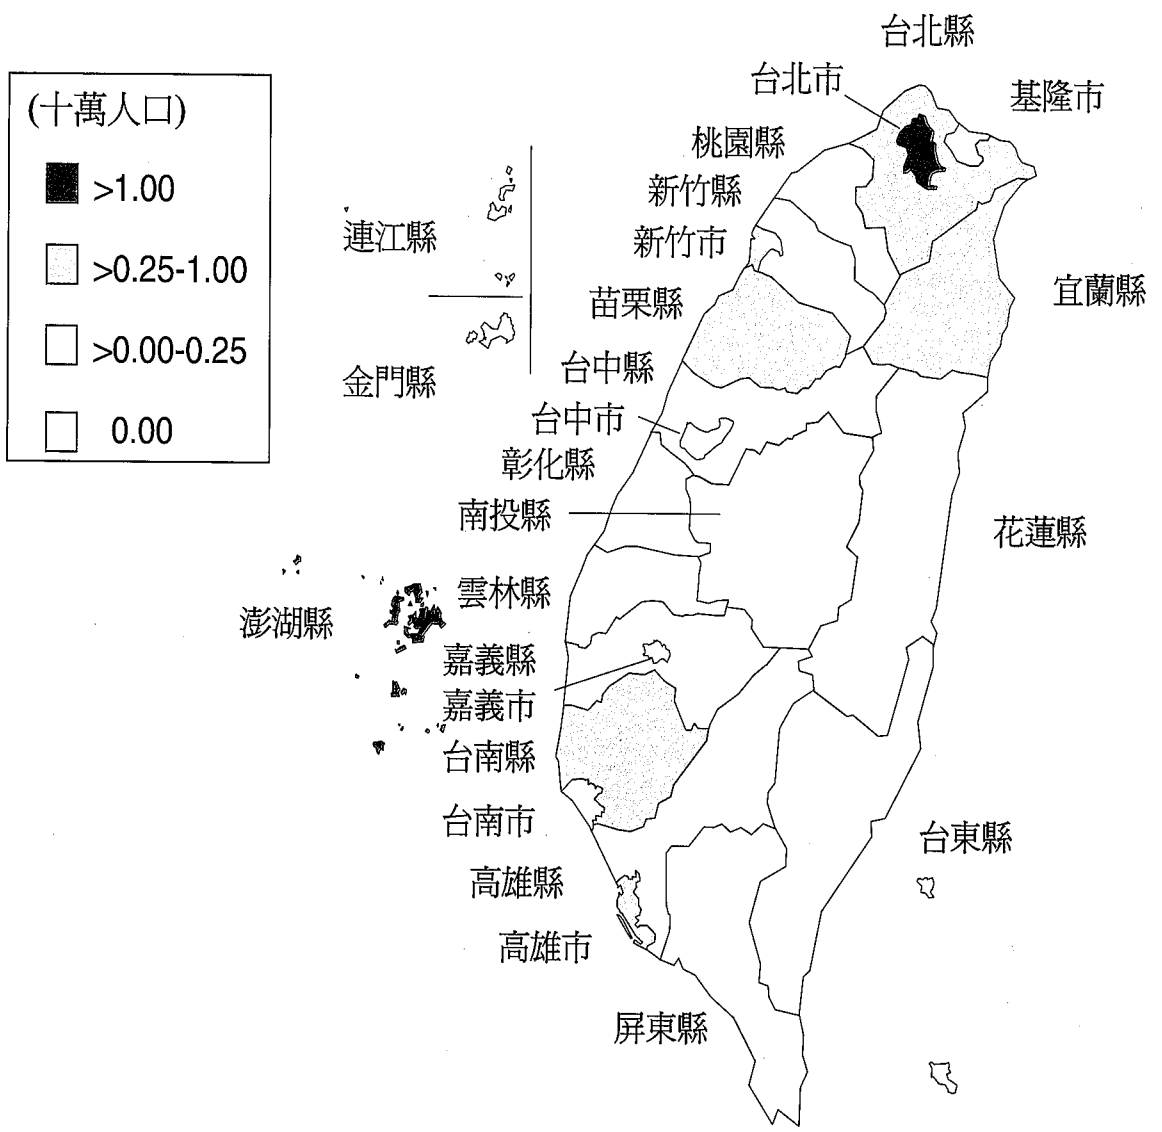 (十萬人口)
>1.00
>0.25-1.00
>0.00-0.25
0.00
台北縣
台北市
基隆市
桃園縣
新竹縣
連江縣
新竹市
宜蘭縣
苗栗縣
台中縣
金門縣
台中市
彰化縣
南投縣
花蓮縣
雲林縣
澎湖縣
嘉義縣
嘉義市
台南縣
台南市
台東縣
高雄縣
高雄市
屏東縣